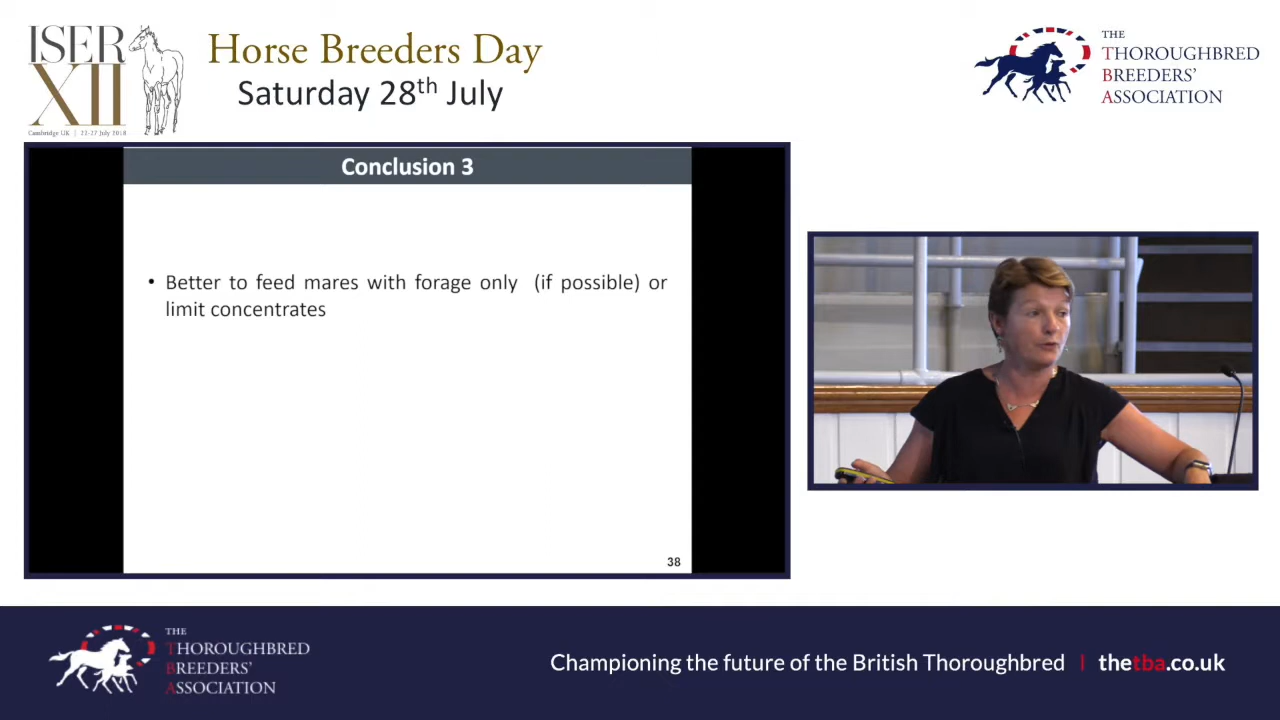 ISER
XII
Cambridge UK | 22-27 July 2018
Horse Breeders Day
Saturday 28th July
THE
THOROUGHBRED
BREEDERS'
ASSOCIATION
Conclusion 3
• Better to feed mares with forage only (if possible) or
limit concentrates
38
THE
THOROUGHBRED
BREEDERS'
ASSOCIATION
Championing the future of the British Thoroughbred | thetba.co.uk